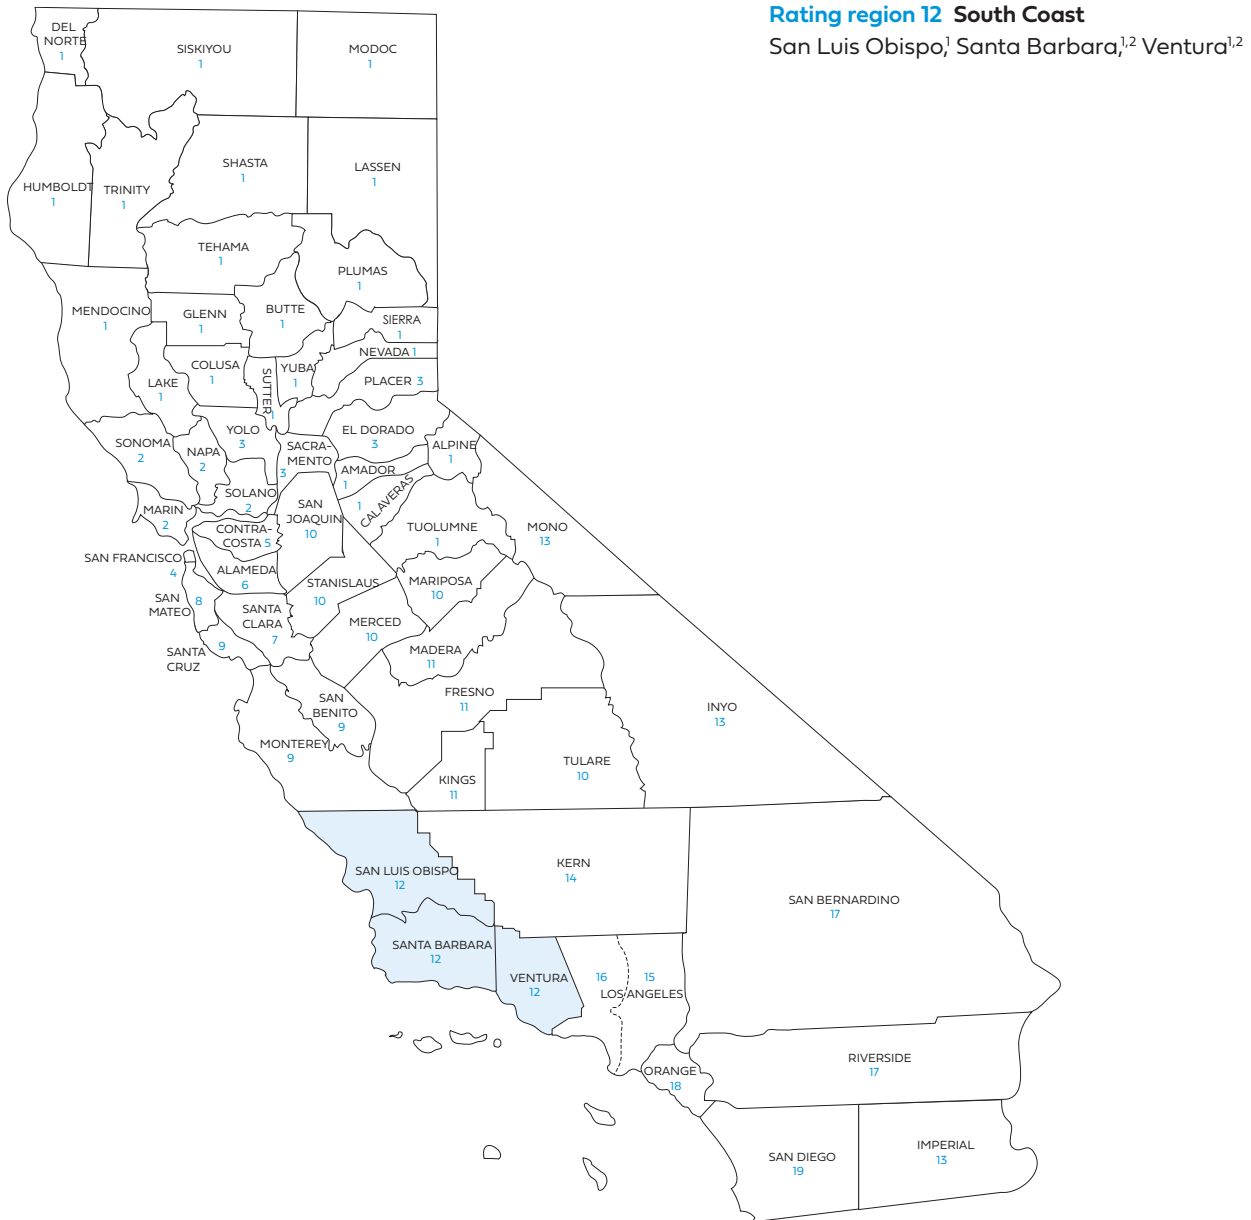 Rating region 12 South Coast
San Luis Obispo,¹ Santa Barbara,¹,² Ventura¹,²
DEL
NORTE
1
SISKIYOU
1
MODOC
1
SHASTA
1
LASSEN
1
HUMBOLDT
1
TRINITY
1
TEHAMA
1
PLUMAS
1
MENDOCINO
1
GLENN
1
BUTTE
1
SIERRA
1
NEVADA 1
COLUSA
1
SUTTER
1
YUBA
1
PLACER 3
LAKE
1
SONOMA
2
NAPA
2
YOLO
3
SACRA-
MENTO
3
EL DORADO
3
ALPINE
1
AMADOR
1
CALAVERAS
1
SOLANO
2
MARIN
2
SAN
JOAQUIN
10
CONTRA-
COSTA 5
TUOLUMNE
1
MONO
13
SAN FRANCISCO
4
ALAMEDA
6
STANISLAUS
10
MARIPOSA
10
SAN
MATEO
8
SANTA
CLARA
7
MERCED
10
SANTA
CRUZ
9
MADERA
11
SAN
BENITO
9
FRESNO
11
INYO
13
MONTEREY
9
KINGS
11
TULARE
10
SAN LUIS OBISPO
12
KERN
14
SAN BERNARDINO
17
SANTA BARBARA
12
VENTURA
12
16
15
LOS ANGELES
ORANGE
18
RIVERSIDE
17
SAN DIEGO
19
IMPERIAL
13